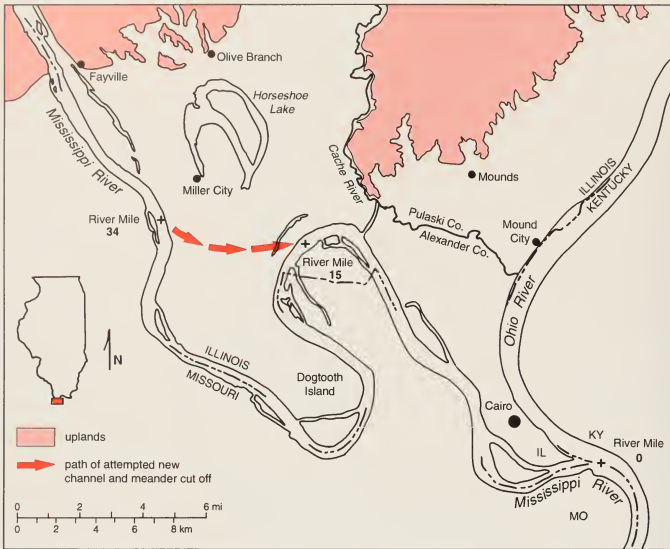 Olive Branch
Fayville
Horseshoe
Lake
Mississippi River
Cache River
Miller City
Mounds
ILLINOIS
KENTUCKY
Pulaski Co.
Alexander Co.
Mound
City
River Mile
34
River Mile
15
Ohio River
N
ILLINOIS
MISSOURI
Dogtooth
Island
Cairo
KY
River Mile
0
IL
Mississippi River
MO
uplands
path of attempted new
channel and meander cut off
0 2 4 6 mi
0 2 4 6 8 km